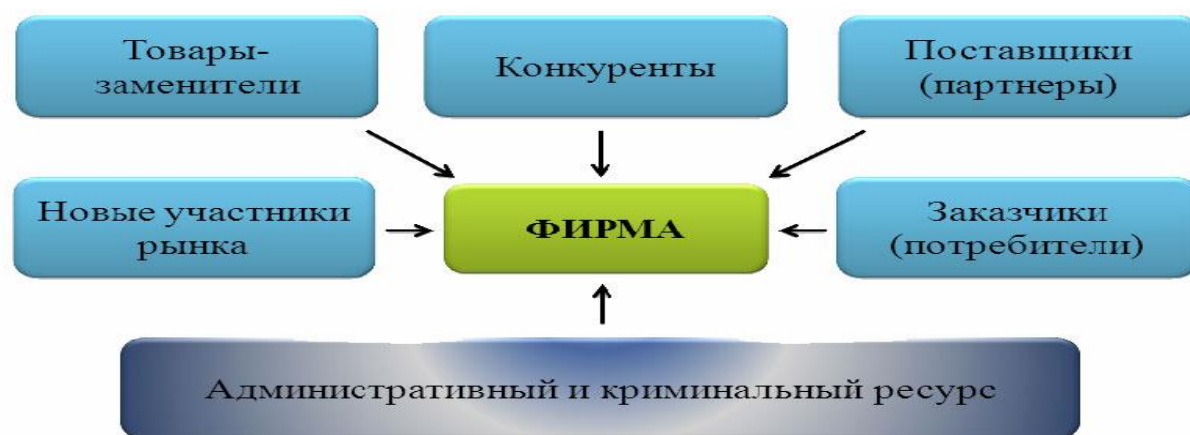 Товары-
заменители
Конкуренты
Поставщики
(партнеры)
Новые участники
рынка
ФИРМА
Заказчики
(потребители)
Административный и криминальный ресурс